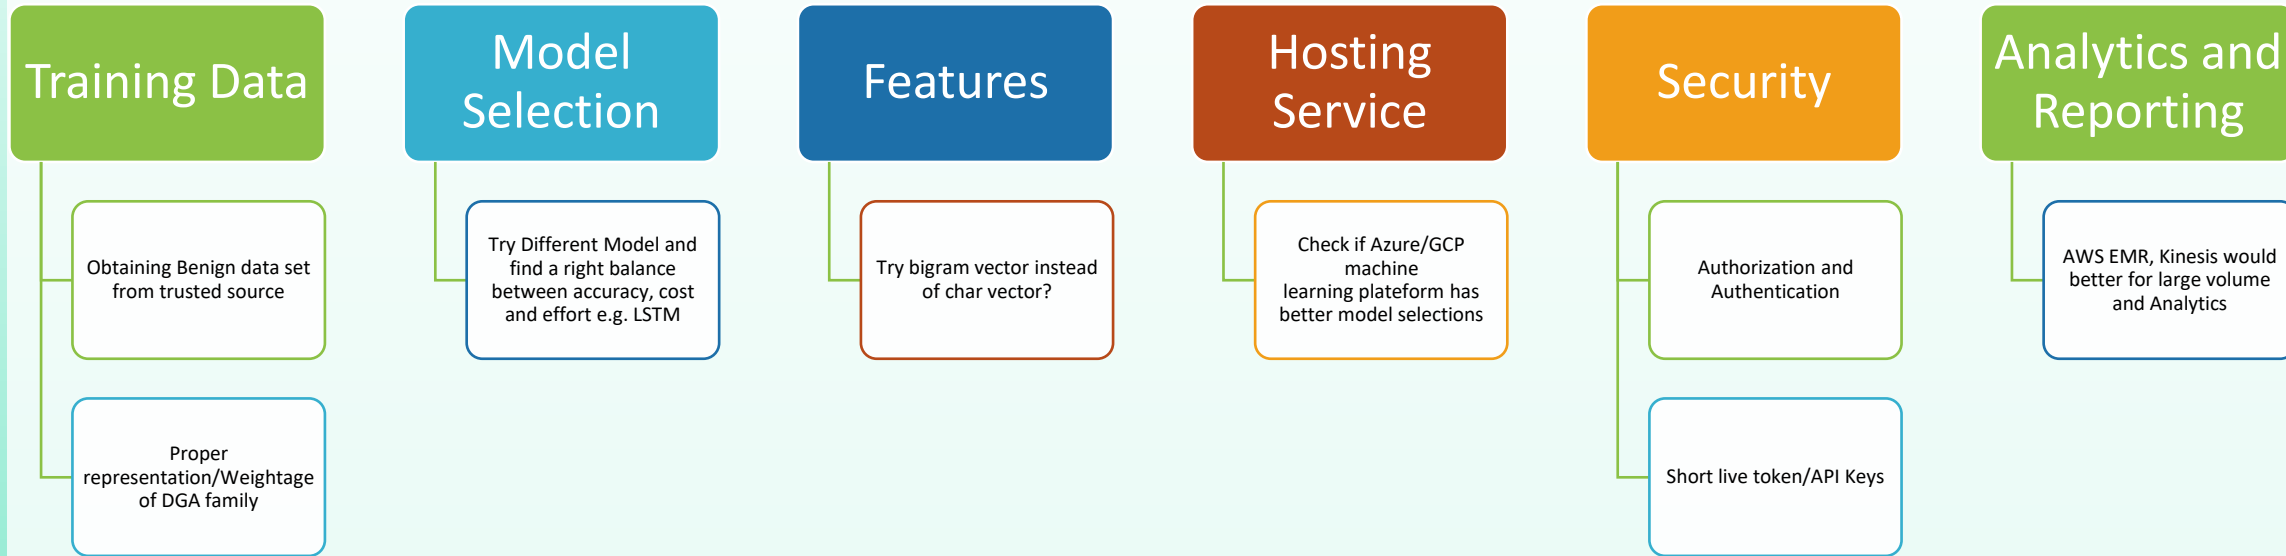 Training Data
Obtaining Benign data set
from trusted source
Proper
representation/Weightage
of DGA family
Model
Selection
Try Different Model and
find a right balance
between accuracy, cost
and effort e.g. LSTM
Features
Try bigram vector instead
of char vector?
Hosting
Service
Check if Azure/GCP
machine
learning plateform has
better model selections
Security
Authorization and
Authentication
Short live token/API Keys
Analytics and
Reporting
AWS EMR, Kinesis would
better for large volume
and Analytics